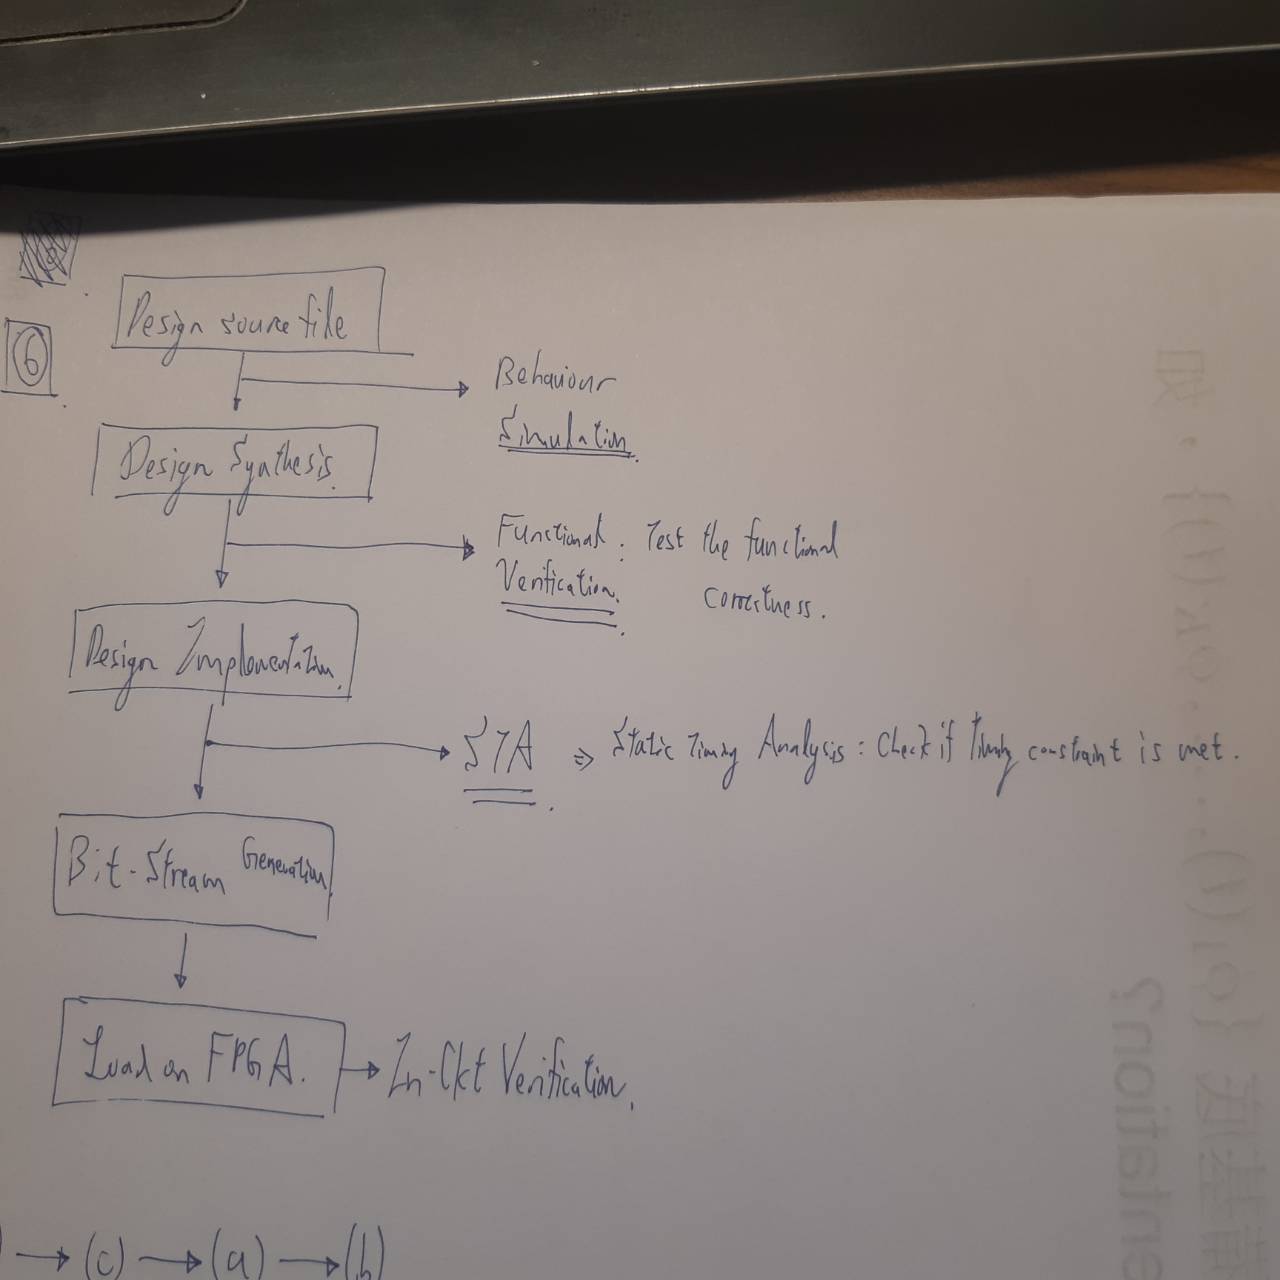 6
Design source file
Behaviour
Simulation
Design Synthesis.
Functional : Test the functional
Verification. correctness.
Design Implementation.
STA => Static Timing Analysis : Check if Timing constraint is met.
Bit-Stream Generation.
Load on FPGA. → In-Ckt Verification.
→ (c) → (a) → (b)